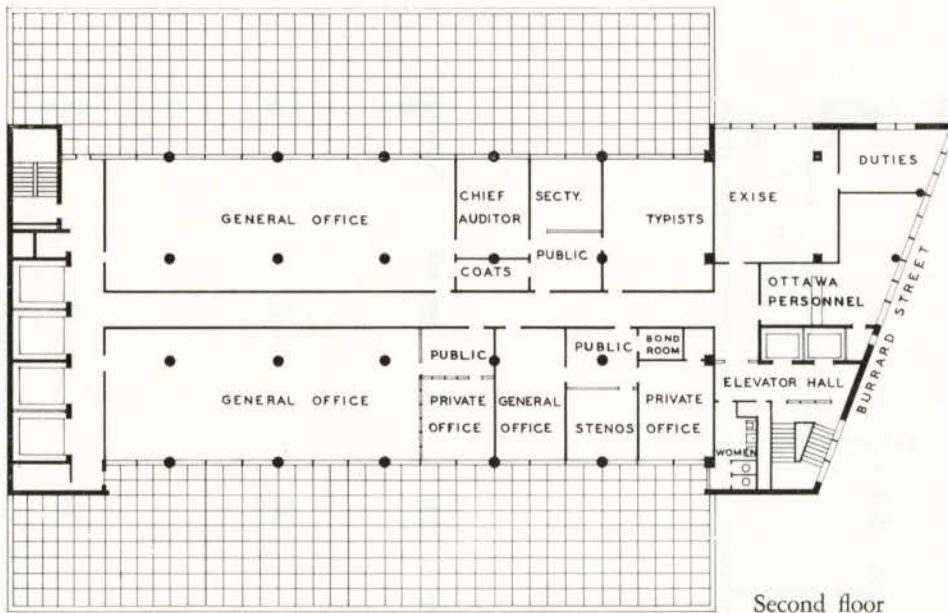 DUTIES
CHIEF
AUDITOR
SECTY.
EXISE
GENERAL OFFICE
TYPISTS
PUBLIC
COATS
OTTAWA
PERSONNEL
BURRARD STREET
PUBLIC
PUBLIC
BOND
ROOM
ELEVATOR HALL
GENERAL OFFICE
PRIVATE
OFFICE
GENERAL
OFFICE
STENOS
PRIVATE
OFFICE
WOMEN
Second floor